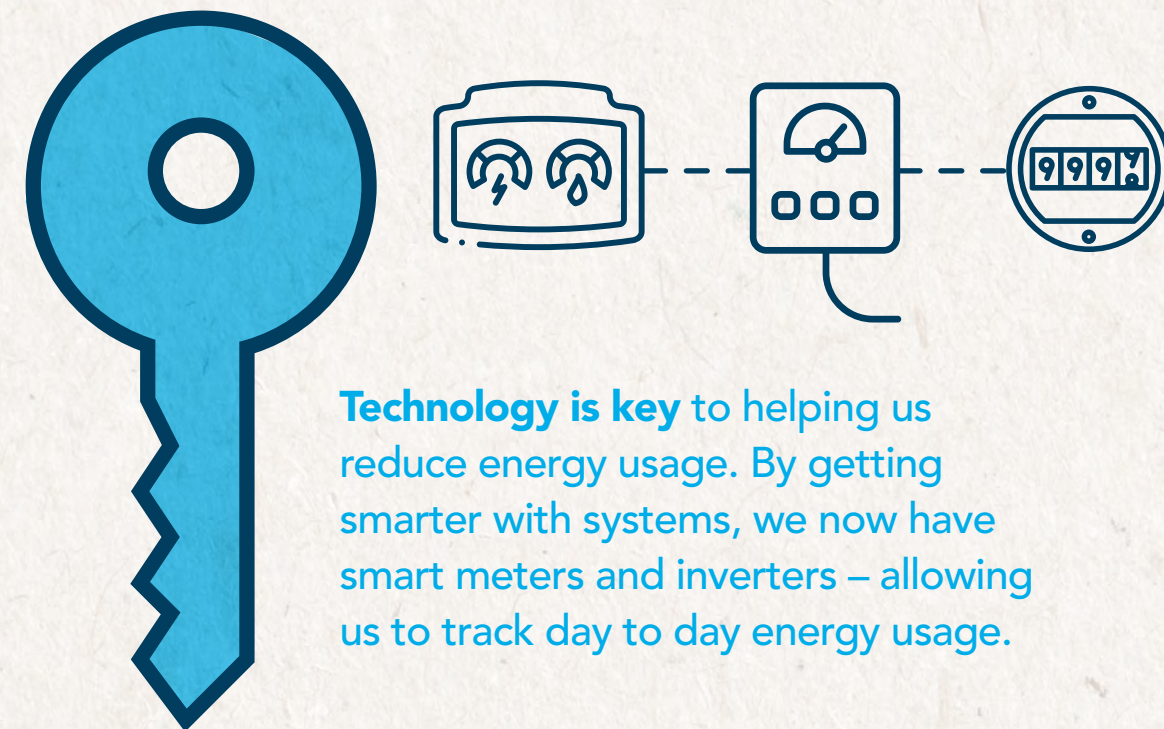 999
Technology is key to helping us
reduce energy usage. By getting
smarter with systems, we now have
smart meters and inverters – allowing
us to track day to day energy usage.